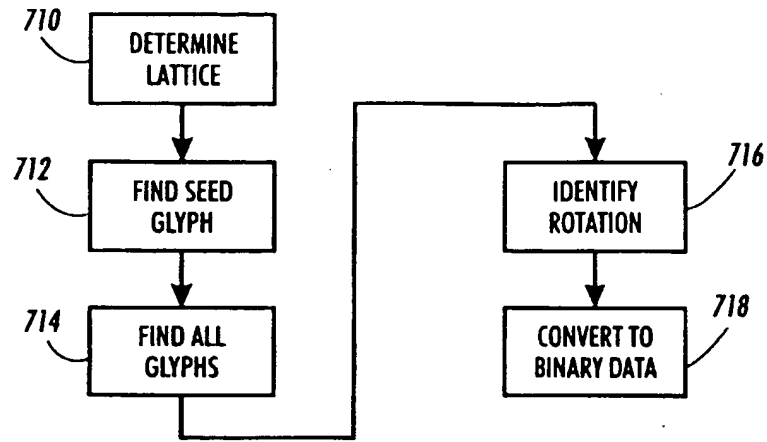 710
DETERMINE
LATTICE
712
FIND SEED
GLYPH
714
FIND ALL
GLYPHS
716
IDENTIFY
ROTATION
718
CONVERT TO
BINARY DATA